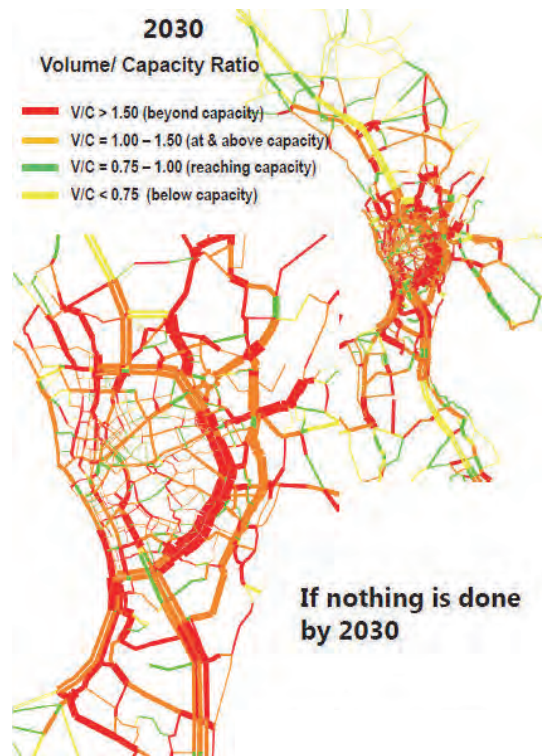 2030
Volume/ Capacity Ratio
V/C > 1.50 (beyond capacity)
V/C = 1.00 – 1.50 (at & above capacity)
V/C = 0.75 – 1.00 (reaching capacity)
V/C < 0.75 (below capacity)
If nothing is done
by 2030